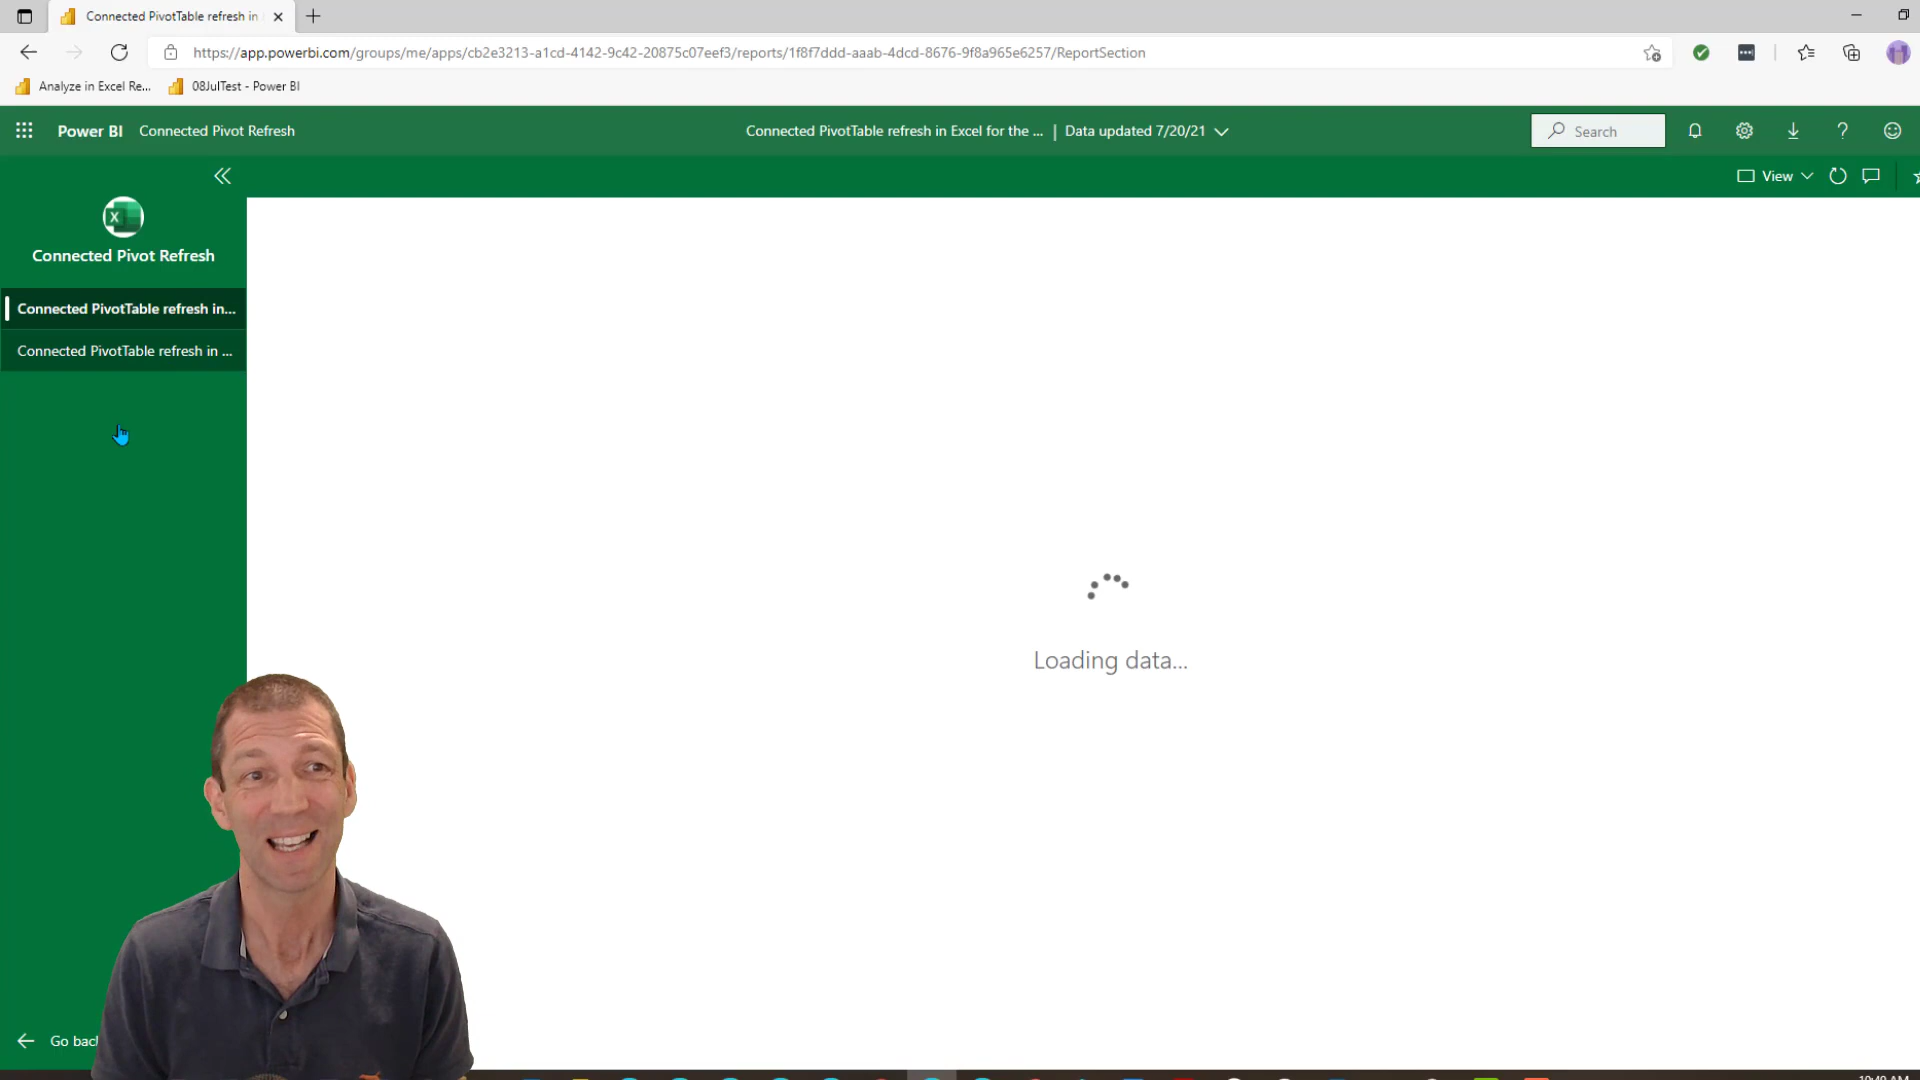 Connected PivotTable refresh in
https://app.powerbi.com/groups/me/apps/cb2e3213-a1cd-4142-9c42-20875c07eef3/reports/1f8f7ddd-aaab-4dcd-8676-9f8a965e6257/ReportSection
Analyze in Excel Re... 08JulTest - Power BI
Power BI Connected Pivot Refresh Connected PivotTable refresh in Excel for the ... | Data updated 7/20/21 Search
View
X
Connected Pivot Refresh
Connected PivotTable refresh in...
Connected PivotTable refresh in ...
Loading data...
Go back